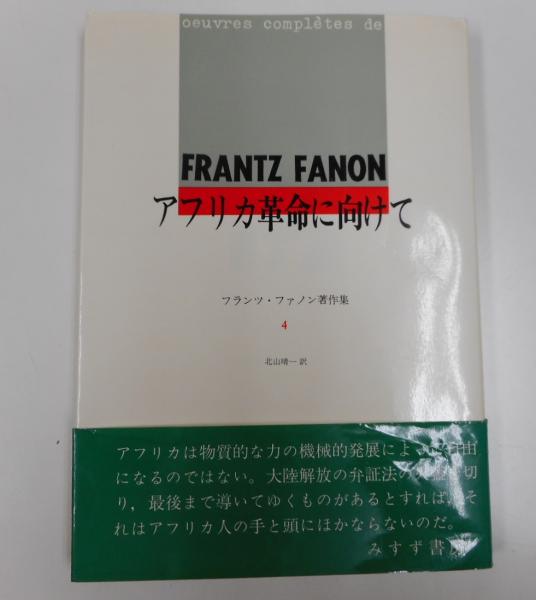 oeuvres complètes de
FRANTZ FANON
アフリカ革命に向けて
フランツ・ファノン著作集
4
北山晴一訳
アフリカは物質的な力の機械的発展によって自由
になるのではない。大陸解放の弁証法の 切
り，最後まで導いてゆくものがあるとすれば，そ
れはアフリカ人の手と頭にほかならないのだ。
みすず書房